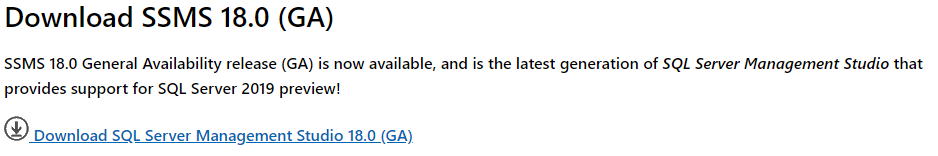 Download SSMS 18.0 (GA)
SSMS 18.0 General Availability release (GA) is now available, and is the latest generation of SQL Server Management Studio that
provides support for SQL Server 2019 preview!
Download SQL Server Management Studio 18.0 (GA)